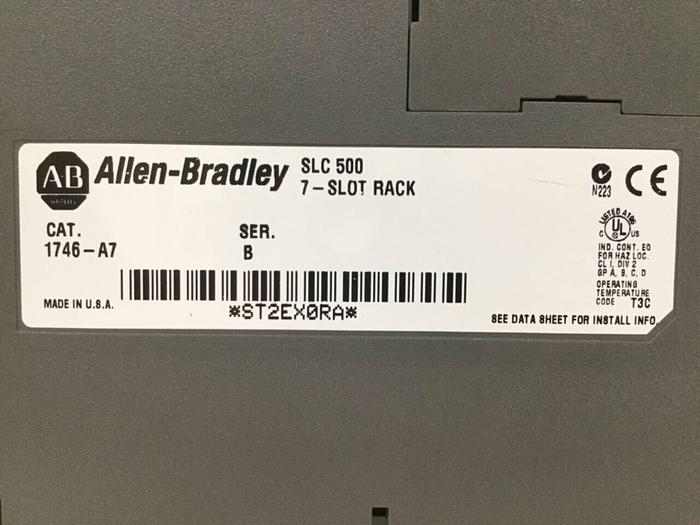 A·B
Allen-Bradley
SLC 500
7-SLOT RACK
N223
CE
CAT.
1746-A7
SER.
B
LISTED A196
C UL US
IND. CONT. EQ
FOR HAZ LOC.
CL I, DIV 2
GP A, B, C, D
OPERATING
TEMPERATURE
CODE T3C
MADE IN U.S.A.
*ST2EX0RA*
SEE DATA SHEET FOR INSTALL INFO.